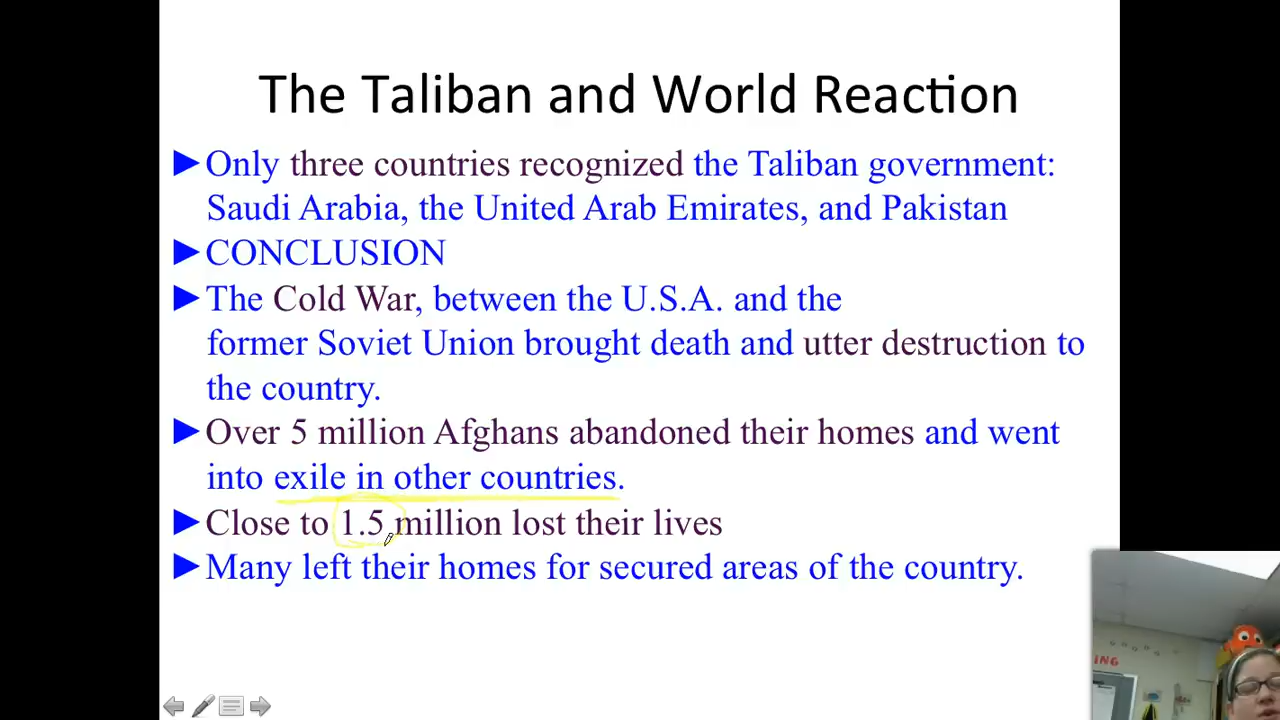 The Taliban and World Reaction
►Only three countries recognized the Taliban government:
Saudi Arabia, the United Arab Emirates, and Pakistan
►CONCLUSION
►The Cold War, between the U.S.A. and the
former Soviet Union brought death and utter destruction to
the country.
►Over 5 million Afghans abandoned their homes and went
into exile in other countries.
►Close to 1.5 million lost their lives
►Many left their homes for secured areas of the country.